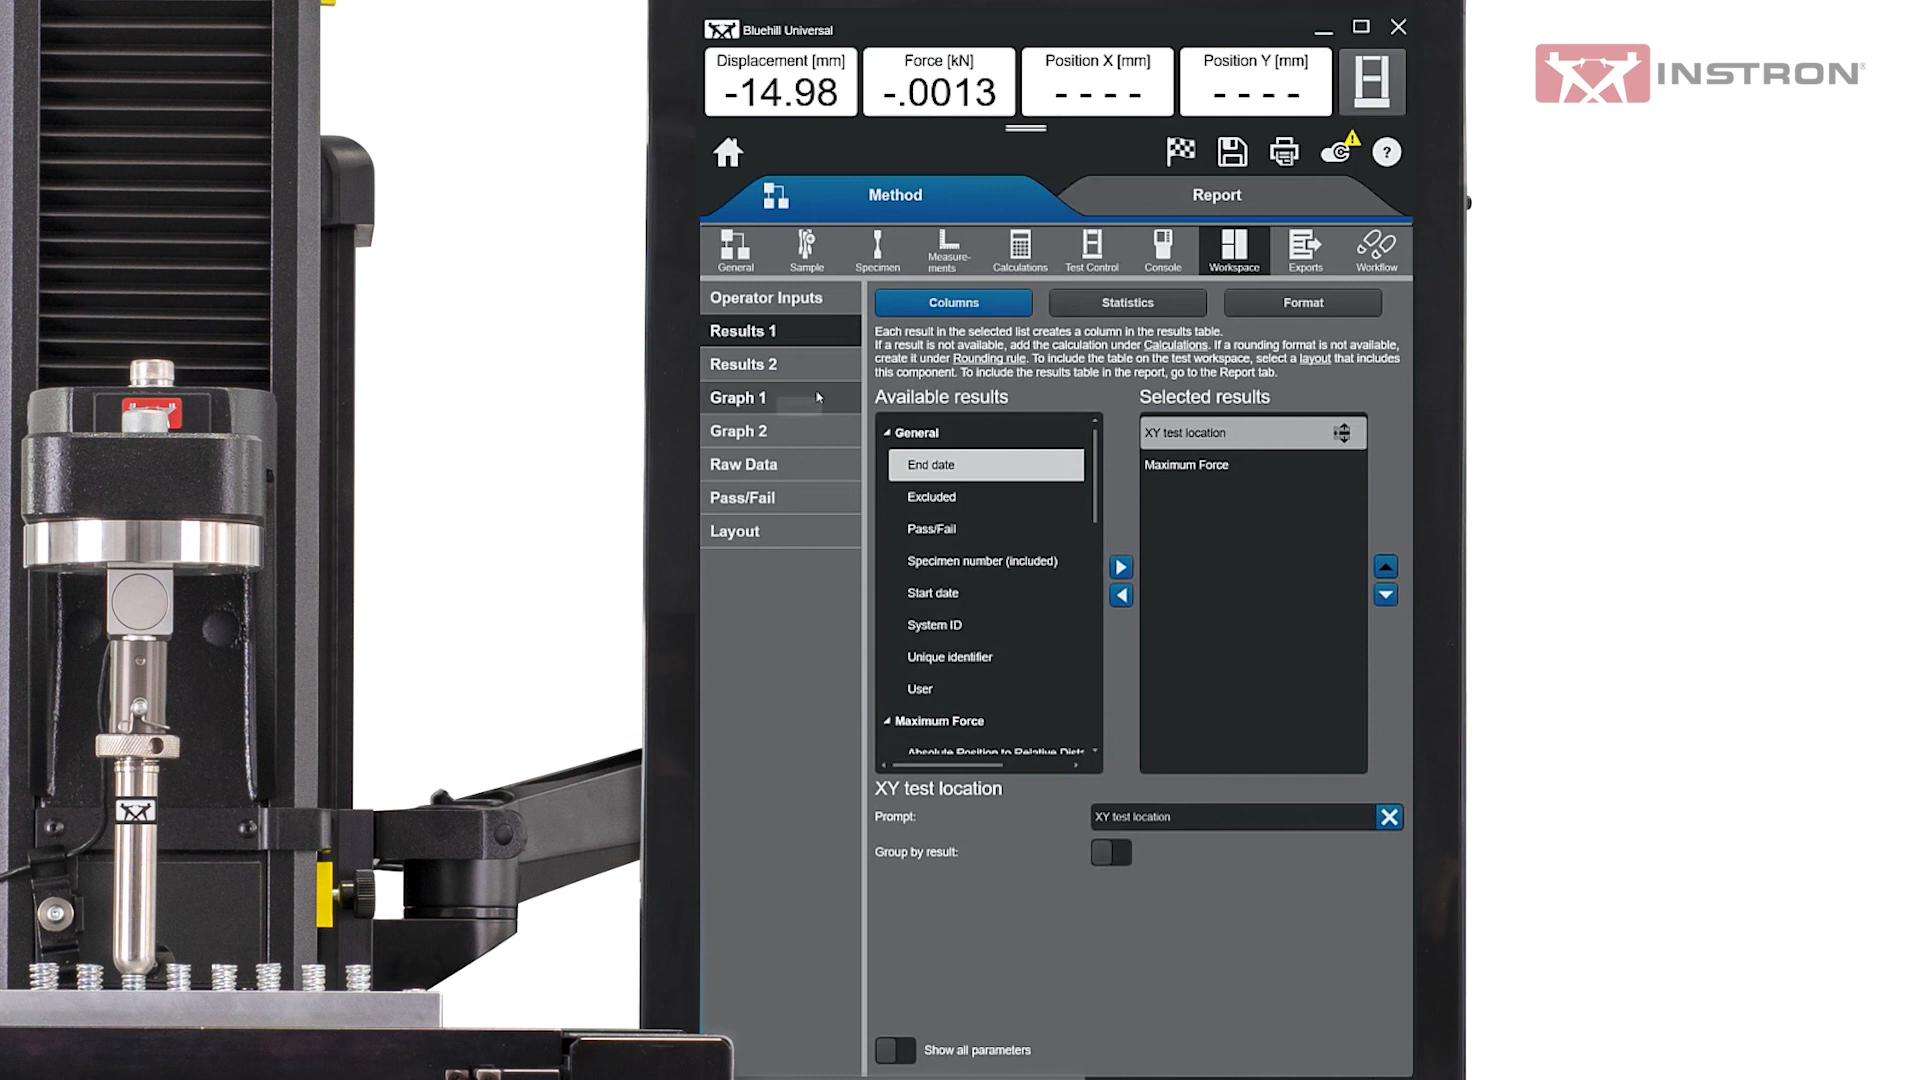 Bluehill Universal
Displacement [mm]
-14.98
Force [kN]
-.0013
Position X [mm]
- - - -
Position Y [mm]
- - - -
INSTRON®
?
Method
Report
General
Sample
Specimen
Measure-
ments
Calculations
Test Control
Console
Workspace
Exports
Workflow
Operator Inputs
Results 1
Results 2
Graph 1
Graph 2
Raw Data
Pass/Fail
Layout
Columns
Statistics
Format
Each result in the selected list creates a column in the results table.
If a result is not available, add the calculation under Calculations. If a rounding format is not available,
create it under Rounding rule. To include the table on the test workspace, select a layout that includes
this component. To include the results table in the report, go to the Report tab.
Available results
General
End date
Excluded
Pass/Fail
Specimen number (included)
Start date
System ID
Unique identifier
User
Maximum Force
Absolute Position to Relative Dist
Selected results
XY test location
Maximum Force
XY test location
Prompt:
XY test location
Group by result:
Show all parameters